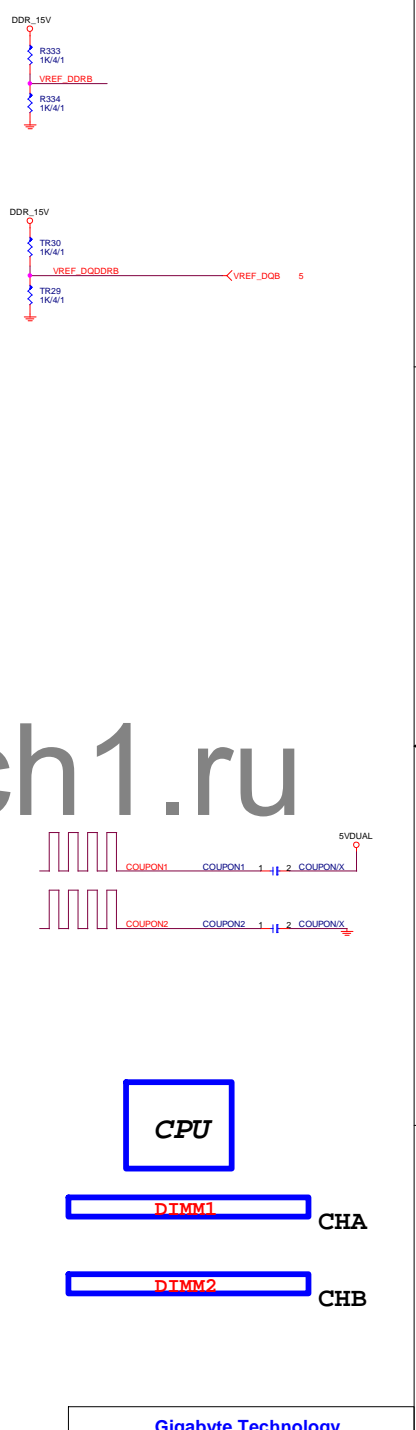 DDR_15V
R333
1K/4/1
VREF_DDRB
R334
1K/4/1
DDR_15V
TR30
1K/4/1
VREF_DQDDRB
VREF_DQB 5
TR29
1K/4/1
ch1.ru
5VDUAL
COUPON1 COUPON1 1 2 COUPON/X
COUPON2 COUPON2 1 2 COUPON/X
CPU
DIMM1
CHA
DIMM2
CHB
Gigabyte Technology